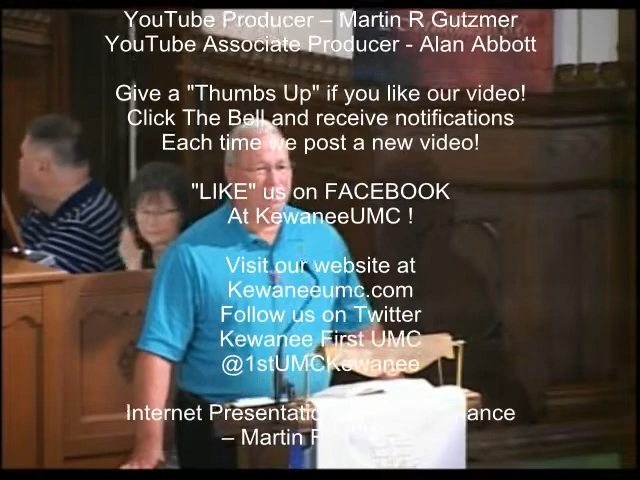 YouTube Producer – Martin R Gutzmer
YouTube Associate Producer - Alan Abbott
Give a "Thumbs Up" if you like our video!
Click The Bell and receive notifications
Each time we post a new video!
"LIKE" us on FACEBOOK
At KewaneeUMC !
Visit our website at
Kewaneeumc.com
Follow us on Twitter
Kewanee First UMC
@1stUMCKewanee
Internet Presentation
– Martin R